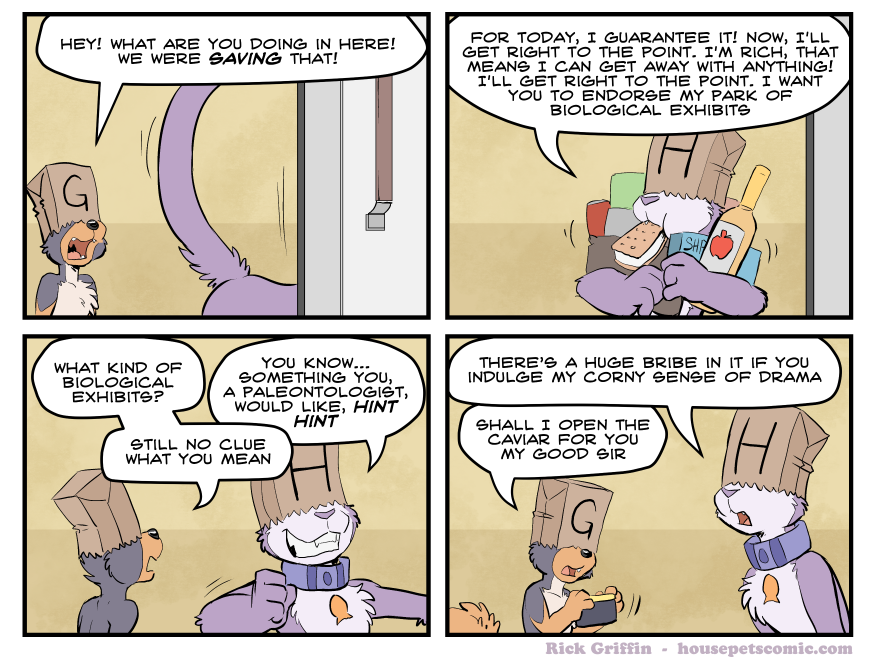 HEY! WHAT ARE YOU DOING IN HERE!
WE WERE SAVING THAT!
G
FOR TODAY, I GUARANTEE IT! NOW, I'LL
GET RIGHT TO THE POINT. I'M RICH, THAT
MEANS I CAN GET AWAY WITH ANYTHING!
I'LL GET RIGHT TO THE POINT. I WANT
YOU TO ENDORSE MY PARK OF
BIOLOGICAL EXHIBITS
H
WHAT KIND OF
BIOLOGICAL
EXHIBITS?
YOU KNOW...
SOMETHING YOU,
A PALEONTOLOGIST,
WOULD LIKE, HINT
HINT
STILL NO CLUE
WHAT YOU MEAN
H
THERE'S A HUGE BRIBE IN IT IF YOU
INDULGE MY CORNY SENSE OF DRAMA
SHALL I OPEN THE
CAVIAR FOR YOU
MY GOOD SIR
H
G
Rick Griffin - housepetscomic.com